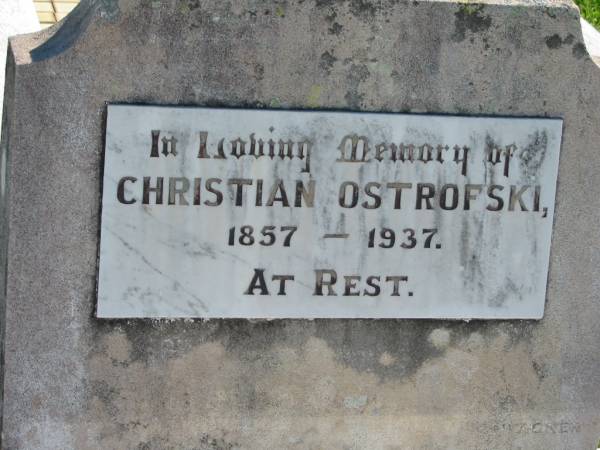 In Loving Memory of
CHRISTIAN OSTROFSKI,
1857 – 1937.
AT REST.